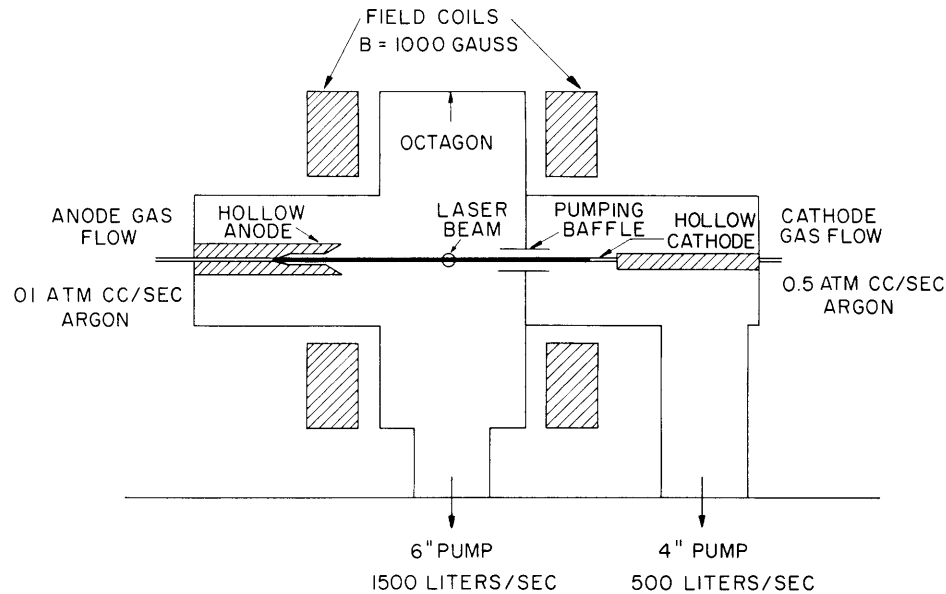 FIELD COILS
B = 1000 GAUSS
OCTAGON
ANODE GAS
FLOW
HOLLOW
ANODE
LASER
BEAM
PUMPING
BAFFLE
HOLLOW
CATHODE
CATHODE
GAS FLOW
01 ATM CC/SEC
ARGON
0.5 ATM CC/SEC
ARGON
6" PUMP
1500 LITERS/SEC
4" PUMP
500 LITERS/SEC